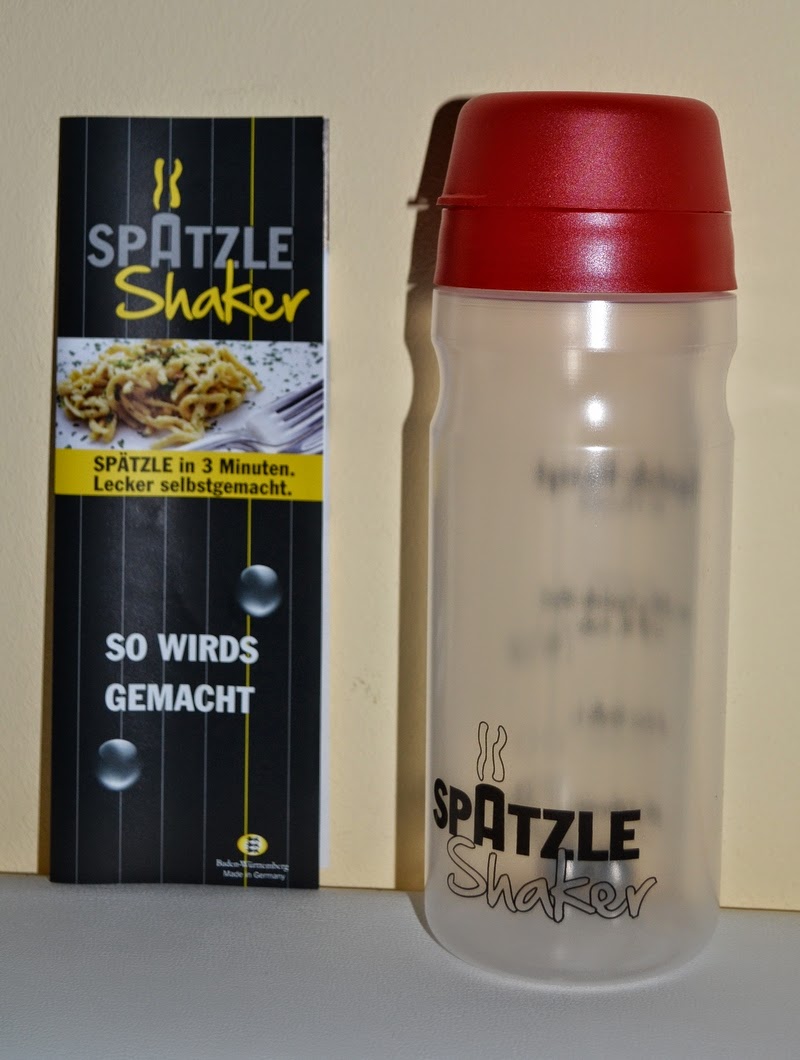 SPÄTZLE
Shaker
SPÄTZLE in 3 Minuten.
Lecker selbstgemacht.
SO WIRDS
GEMACHT
Baden-Württemberg
Made in Germany
SPÄTZLE
Shaker